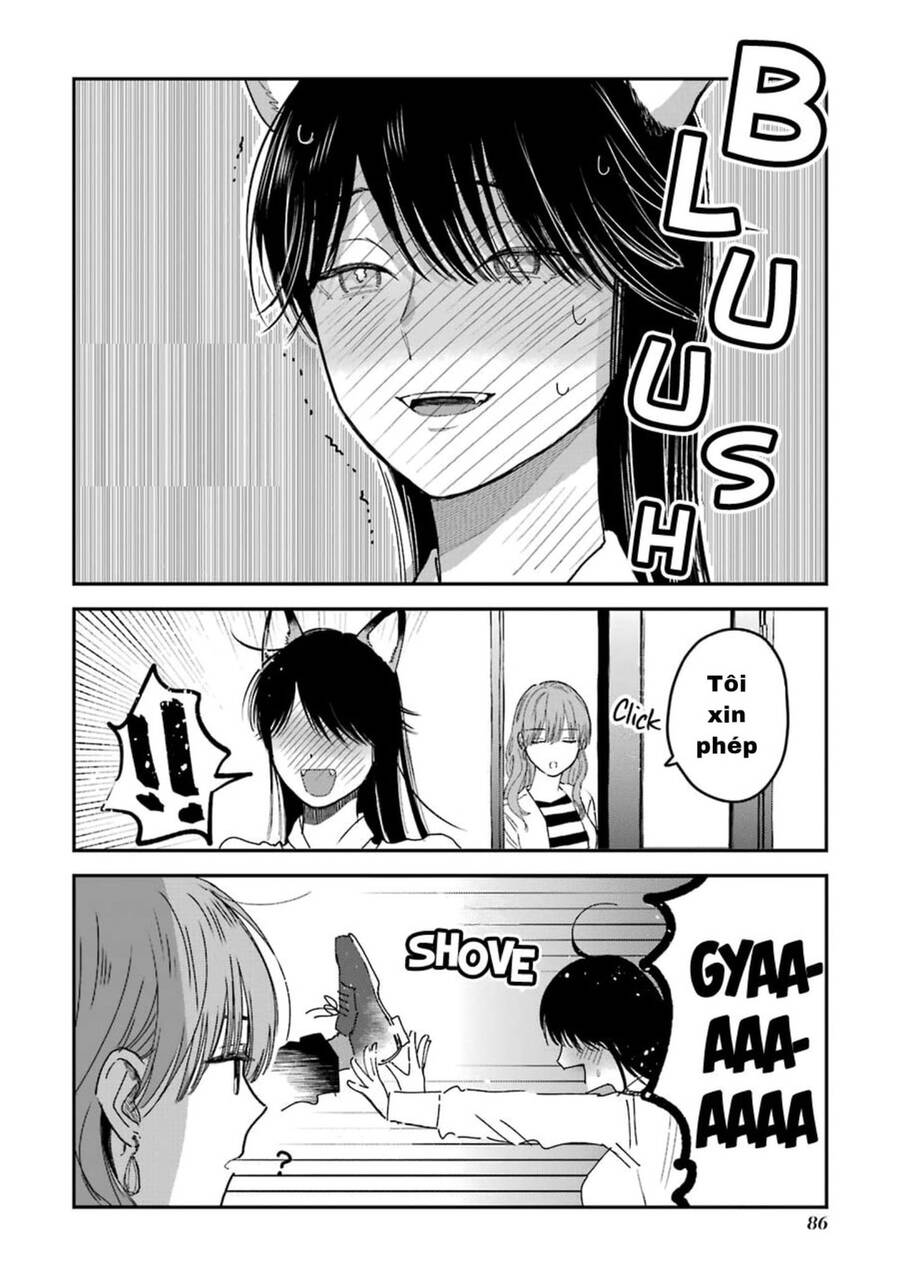 BLUUSH
Tôi
xin
phép
Click
!!
SHOVE
GYAA-
AAA-
AAAA
?
86